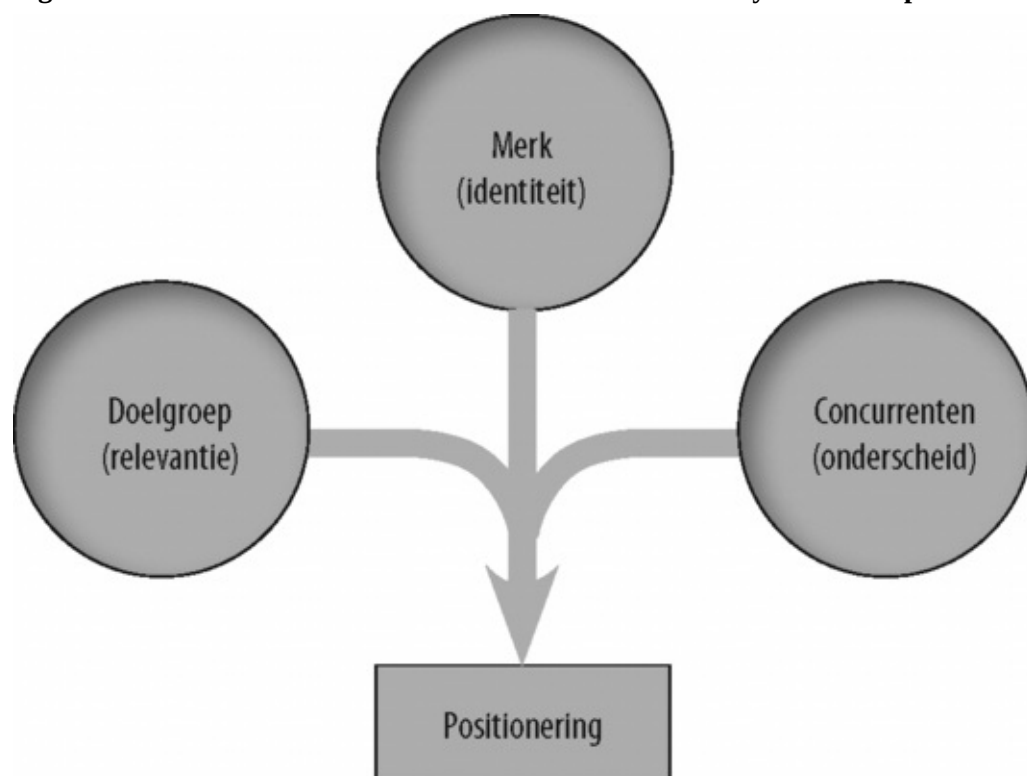 Merk
(identiteit)
Doelgroep
(relevantie)
Concurrenten
(onderscheid)
Positionering